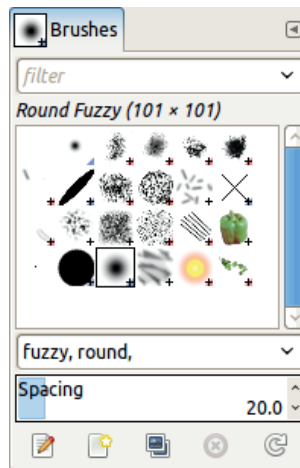 Brushes
filter
Round Fuzzy (101 × 101)
fuzzy, round,
Spacing
20.0